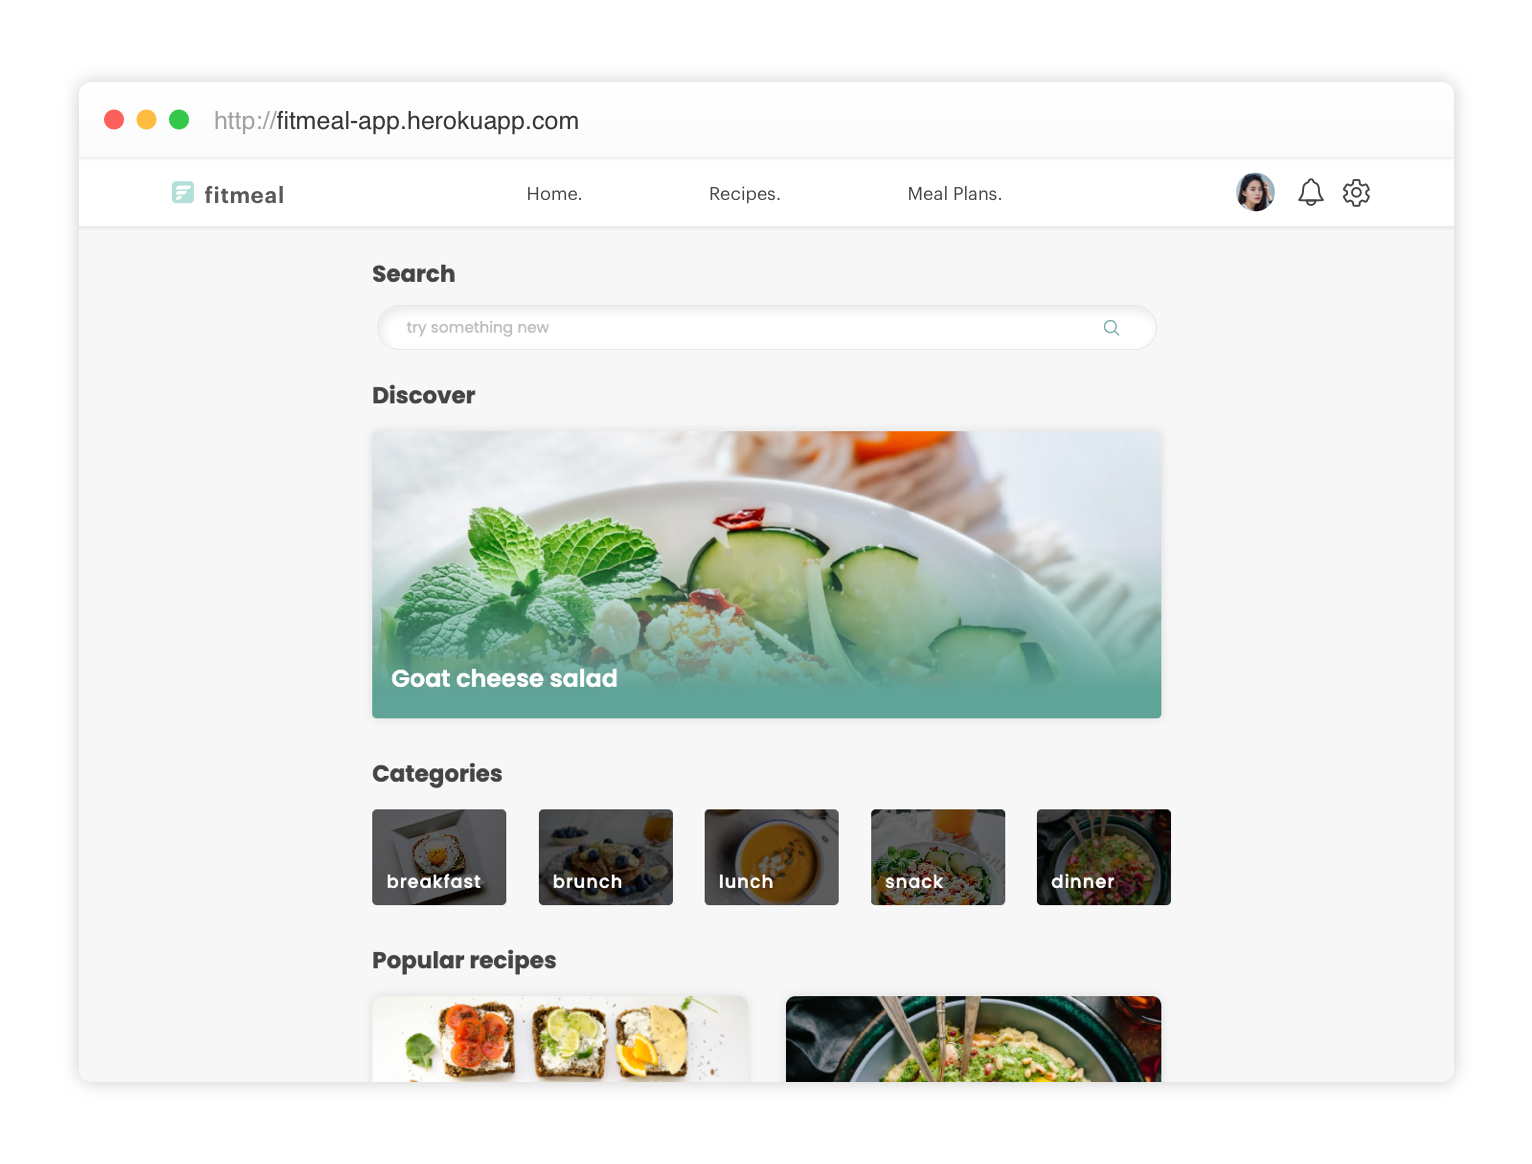 http://fitmeal-app.herokuapp.com
fitmeal Home. Recipes. Meal Plans.
Search
try something new
Discover
Goat cheese salad
Categories
breakfast brunch lunch snack dinner
Popular recipes